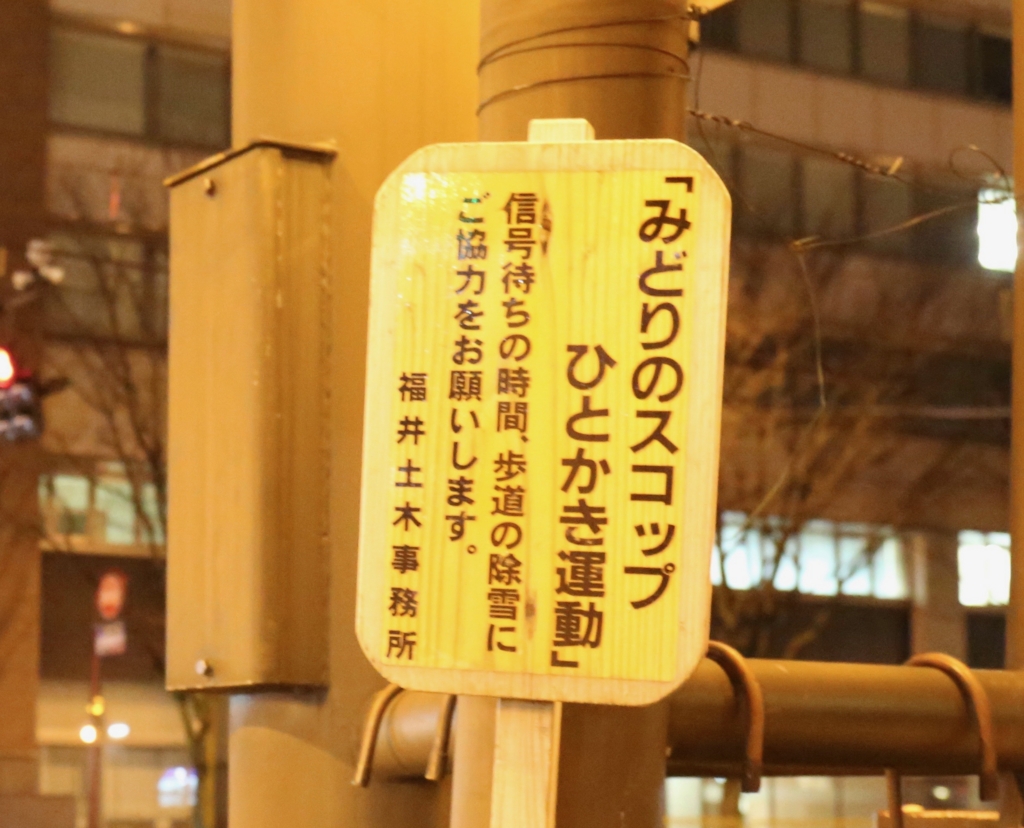 「みどりのスコップ
ひとかき運動」
信号待ちの時間、歩道の除雪に
ご協力をお願いします。
福井土木事務所